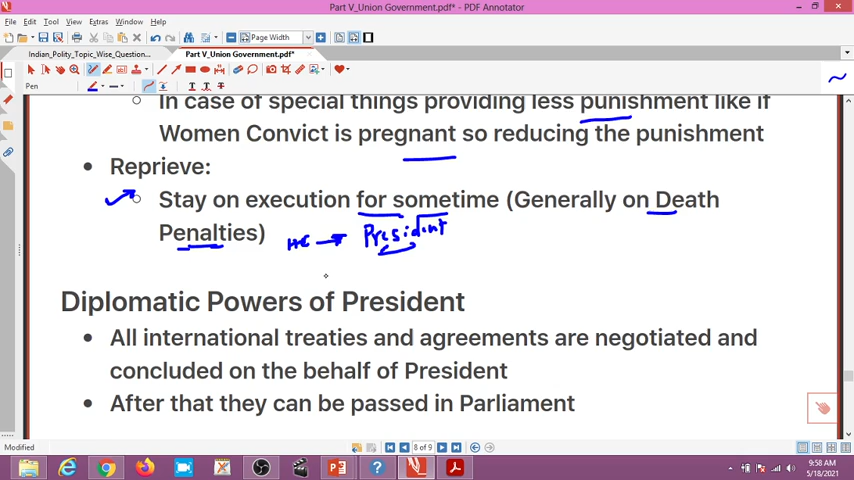 Part V_Union Government.pdf* - PDF Annotator
File Edit Tool View Extras Window Help
Page Width
Indian_Polity_Topic_Wise_Question... Part V_Union Government.pdf*
Pen
In case of special things providing less punishment like if
Women Convict is pregnant so reducing the punishment
Reprieve:
Stay on execution for sometime (Generally on Death
Penalties)
President
Diplomatic Powers of President
All international treaties and agreements are negotiated and
concluded on the behalf of President
After that they can be passed in Parliament
Modified
8 of 9
9:58 AM
5/18/2021